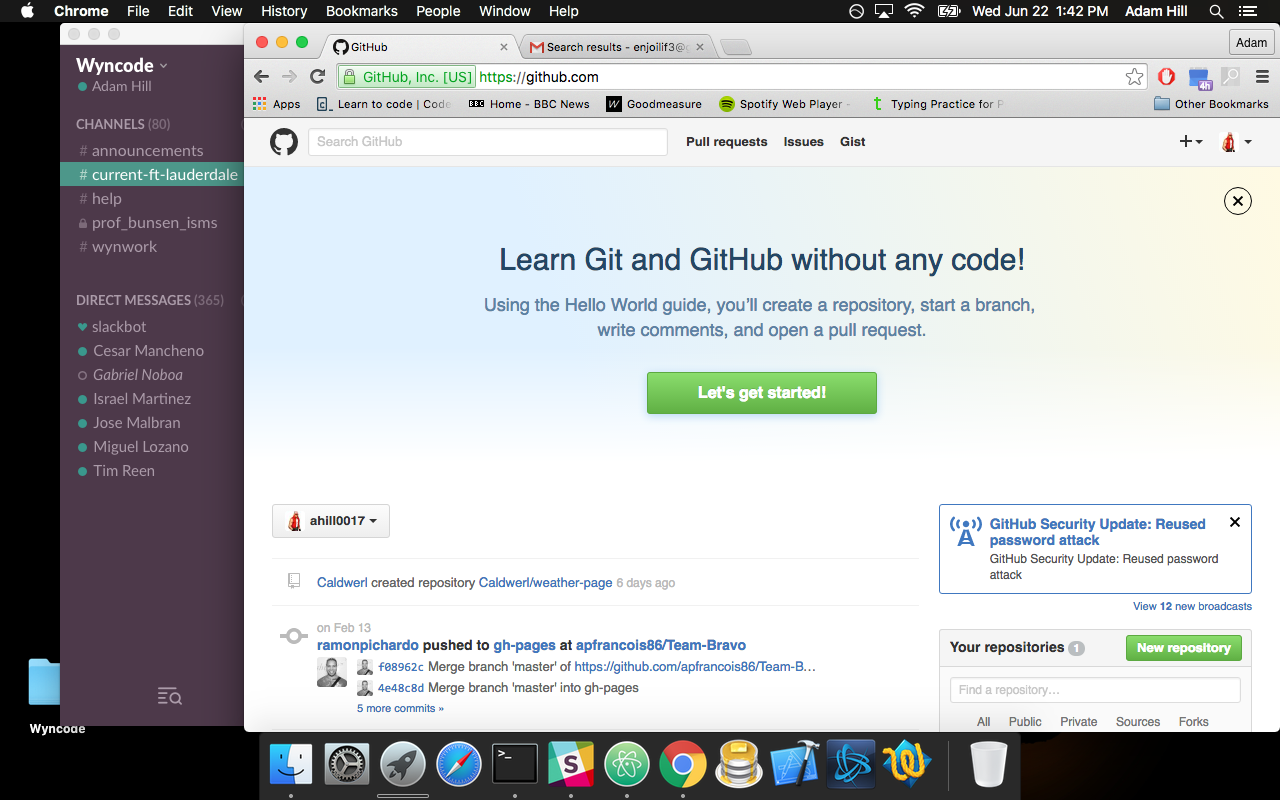 Chrome File Edit View History Bookmarks People Window Help Wed Jun 22 1:42 PM Adam Hill
Wyncode
Adam Hill
CHANNELS (80)
# announcements
# current-ft-lauderdale
# help
prof_bunsen_isms
# wynwork
DIRECT MESSAGES (365)
slackbot
Cesar Mancheno
Gabriel Noboa
Israel Martinez
Jose Malbran
Miguel Lozano
Tim Reen
Wyncode
GitHub
Search results - enjoilif3@g
Adam
GitHub, Inc. [US] https://github.com
4h
Apps Learn to code | Code BBC Home - BBC News W Goodmeasure Spotify Web Player - t Typing Practice for P Other Bookmarks
Search GitHub Pull requests Issues Gist
Learn Git and GitHub without any code!
Using the Hello World guide, you’ll create a repository, start a branch,
write comments, and open a pull request.
Let's get started!
ahill0017
Caldwerl created repository Caldwerl/weather-page 6 days ago
on Feb 13
ramonpichardo pushed to gh-pages at apfrancois86/Team-Bravo
f08962c Merge branch 'master' of https://github.com/apfrancois86/Team-B…
4e48c8d Merge branch 'master' into gh-pages
5 more commits »
GitHub Security Update: Reused
password attack
GitHub Security Update: Reused password
attack
View 12 new broadcasts
Your repositories 1 New repository
Find a repository…
All Public Private Sources Forks